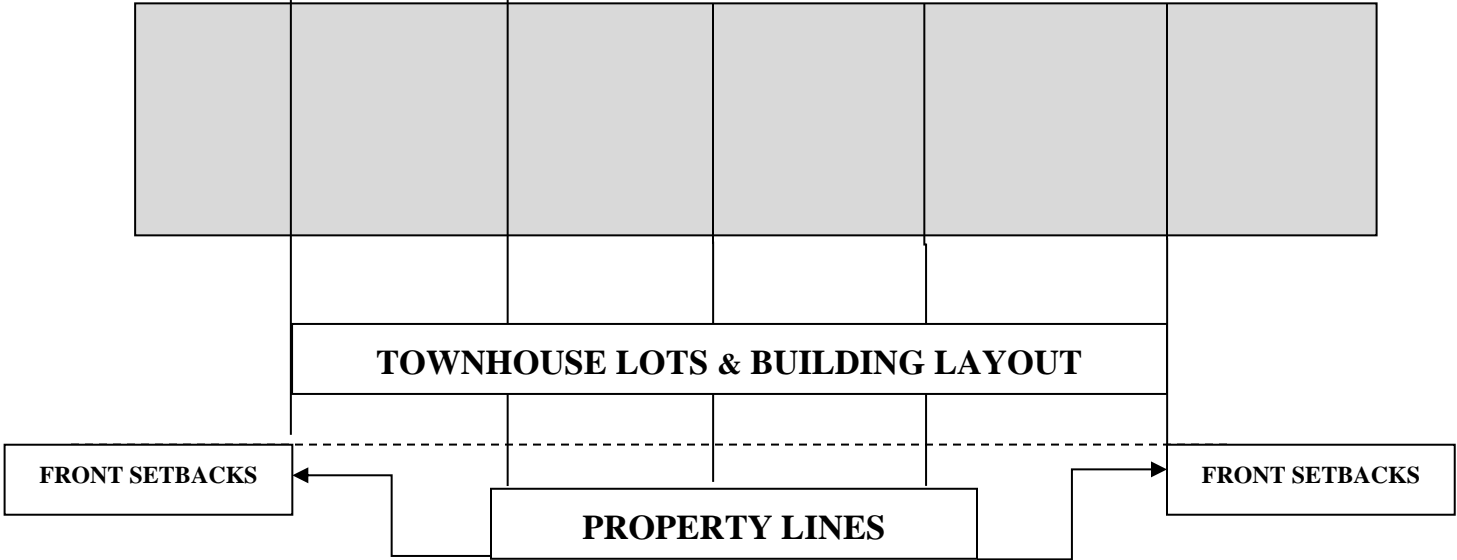 TOWNHOUSE LOTS & BUILDING LAYOUT
FRONT SETBACKS
FRONT SETBACKS
PROPERTY LINES